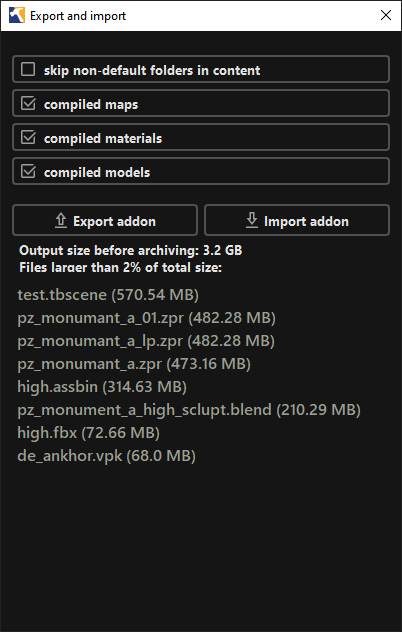 Export and import
skip non-default folders in content
compiled maps
compiled materials
compiled models
Export addon
Import addon
Output size before archiving: 3.2 GB
Files larger than 2% of total size:
test.tbscene (570.54 MB)
pz_monumant_a_01.zpr (482.28 MB)
pz_monumant_a_lp.zpr (482.28 MB)
pz_monumant_a.zpr (473.16 MB)
high.assbin (314.63 MB)
pz_monument_a_high_sclupt.blend (210.29 MB)
high.fbx (72.66 MB)
de_ankhor.vpk (68.0 MB)